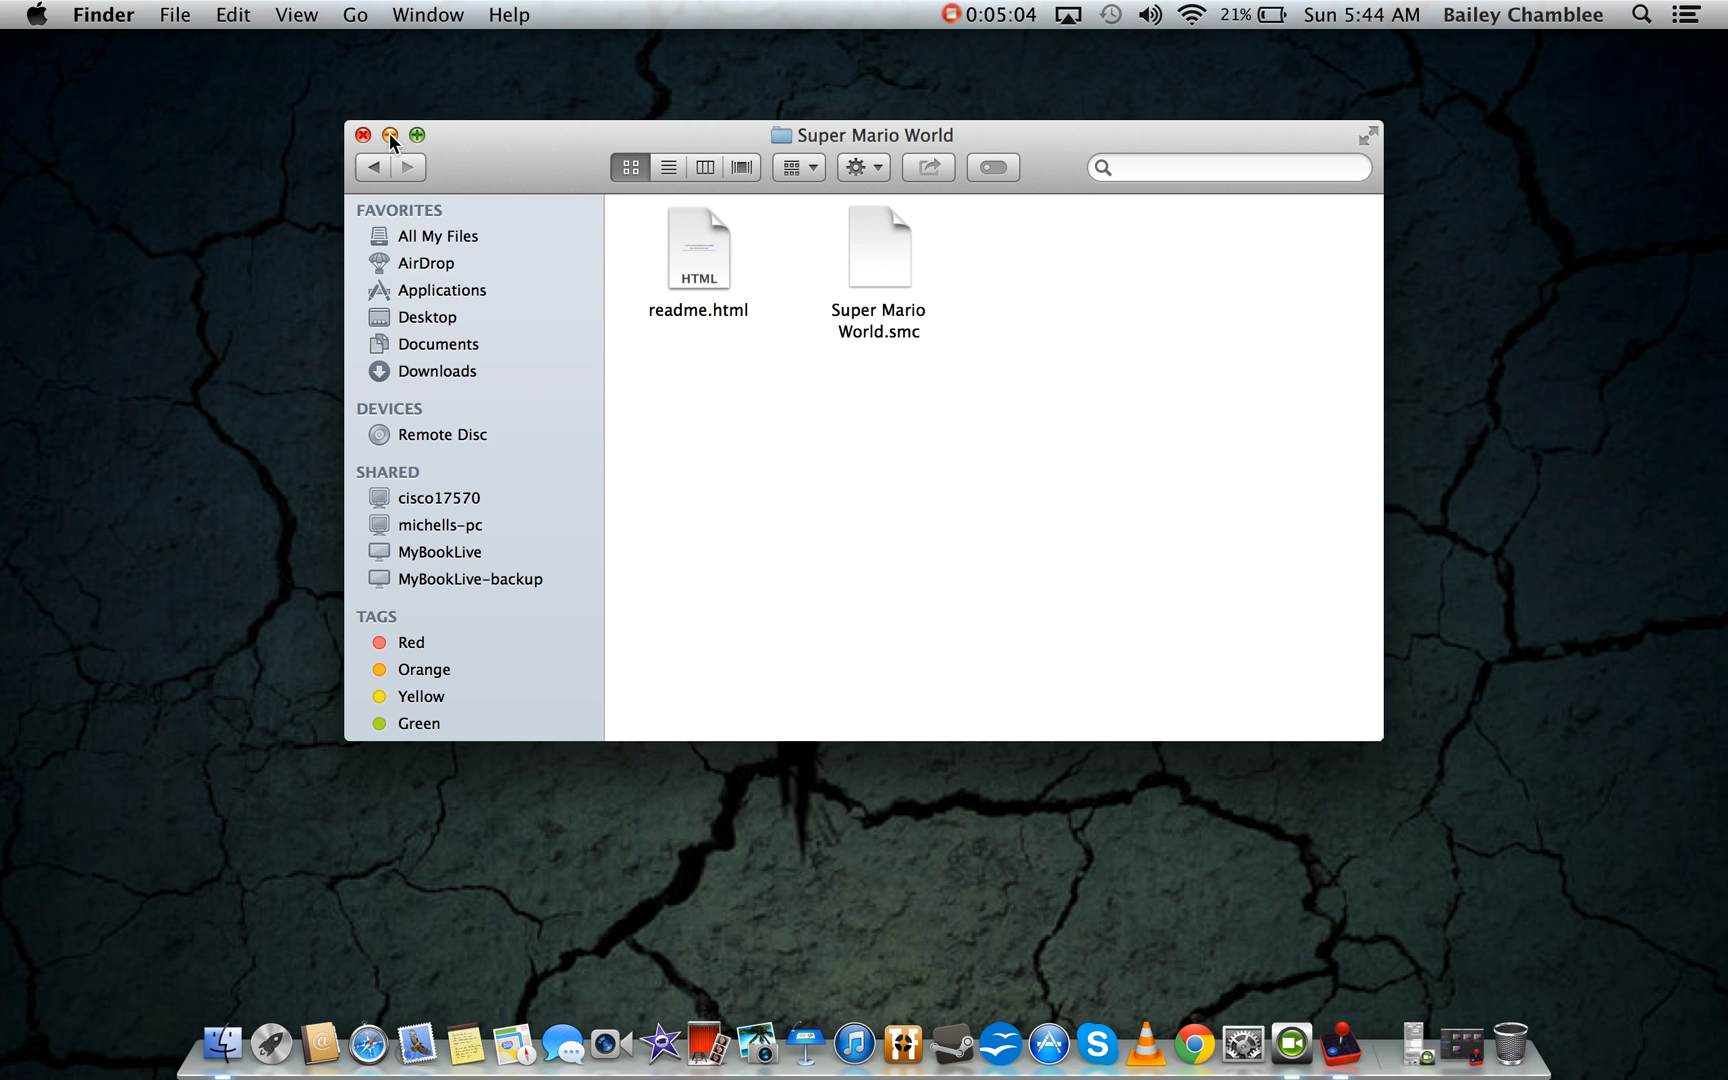 Finder File Edit View Go Window Help 0:05:04 21% Sun 5:44 AM Bailey Chamblee
Super Mario World
FAVORITES
All My Files
AirDrop
Applications
Desktop
Documents
Downloads
DEVICES
Remote Disc
SHARED
cisco17570
michells-pc
MyBookLive
MyBookLive-backup
TAGS
Red
Orange
Yellow
Green
HTML
readme.html
Super Mario
World.smc